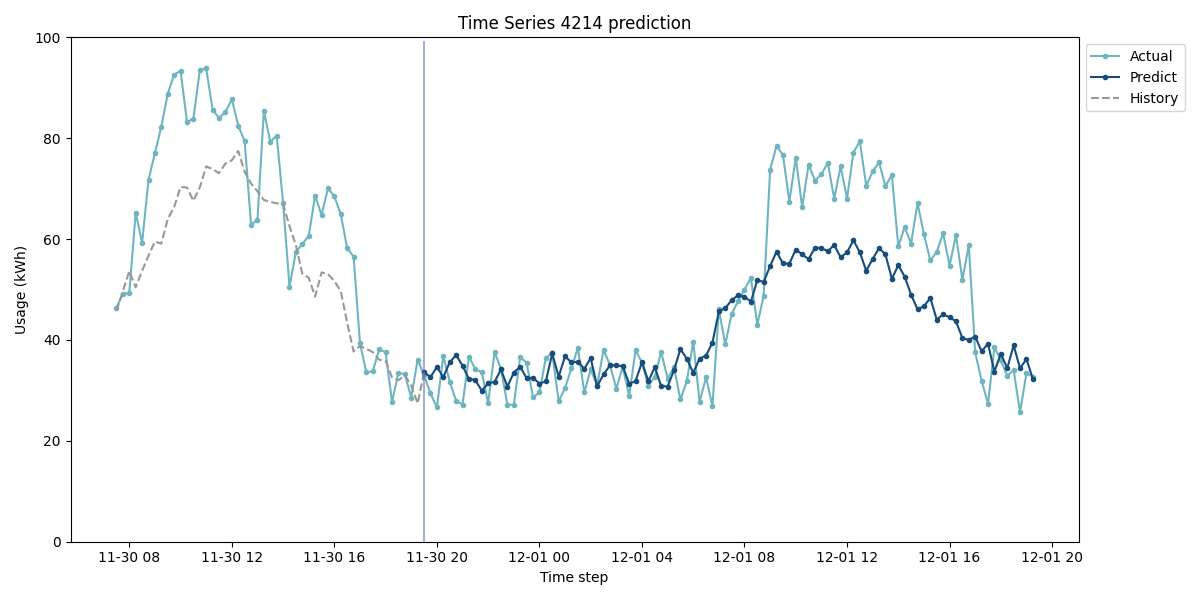 Time Series 4214 prediction
Usage (kWh)
100
80
60
40
20
0
11-30 08
11-30 12
11-30 16
11-30 20
12-01 00
12-01 04
12-01 08
12-01 12
12-01 16
12-01 20
Time step
Actual
Predict
History